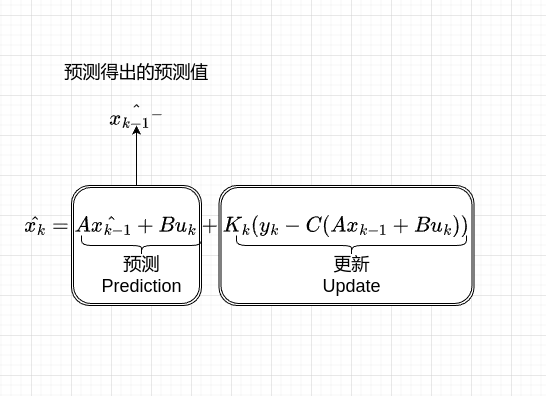 预测得出的预测值
$\hat{x_{k-1}}^{-}$
$\hat{x_k} = A\hat{x_{k-1}} + Bu_k + K_k(y_k - C(Ax_{k-1} + Bu_k))$
预测 更新
Prediction Update